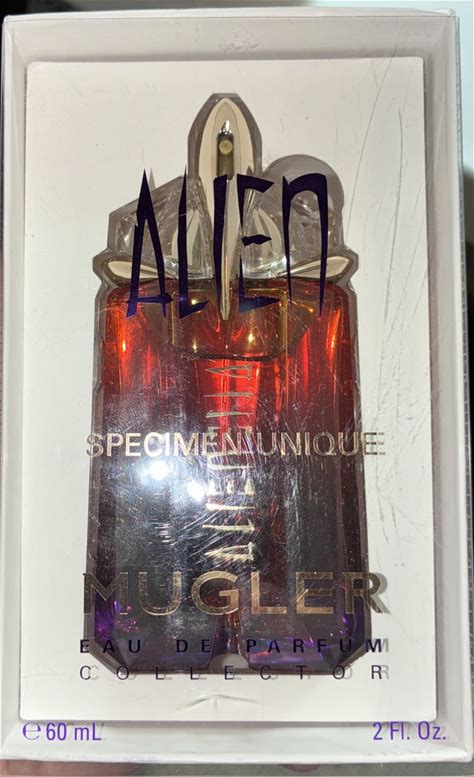 ALIEN
SPECIMEN UNIQUE
MUGLER
EAU DE PARFUM
COLLECTOR
℮ 60 mL 2 Fl. Oz.